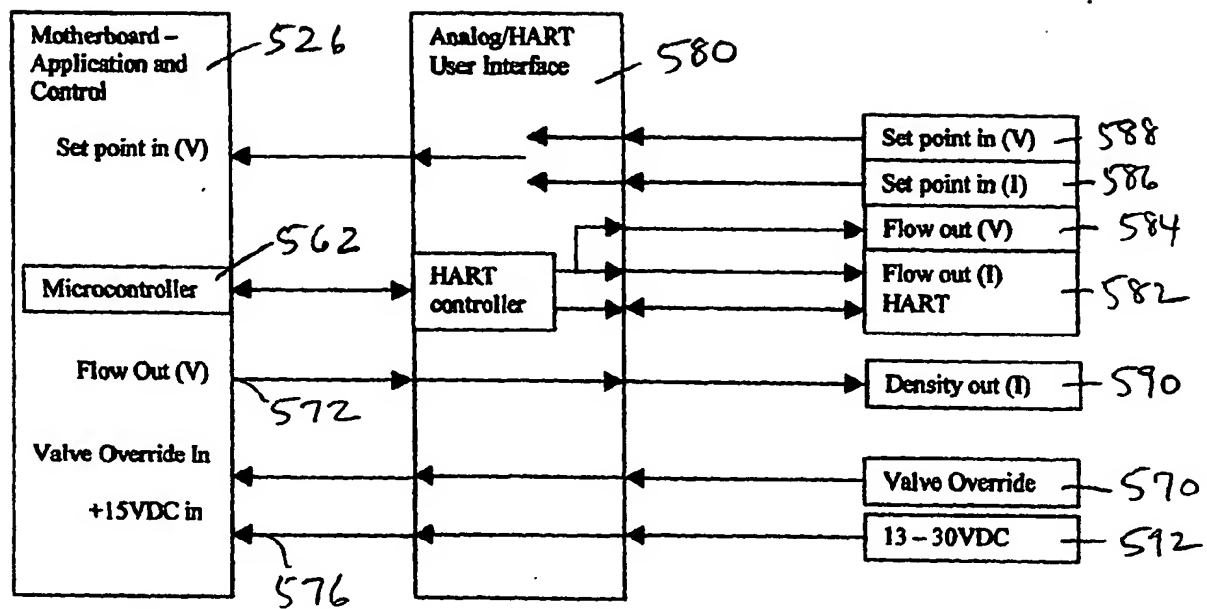 Motherboard –
Application and
Control
526
Analog/HART
User Interface
580
Set point in (V)
Set point in (V)
588
Set point in (I)
586
Flow out (V)
584
562
Microcontroller
HART
controller
Flow out (I)
HART
582
Flow Out (V)
572
Density out (I)
590
Valve Override In
Valve Override
570
+15VDC in
13 – 30VDC
592
576